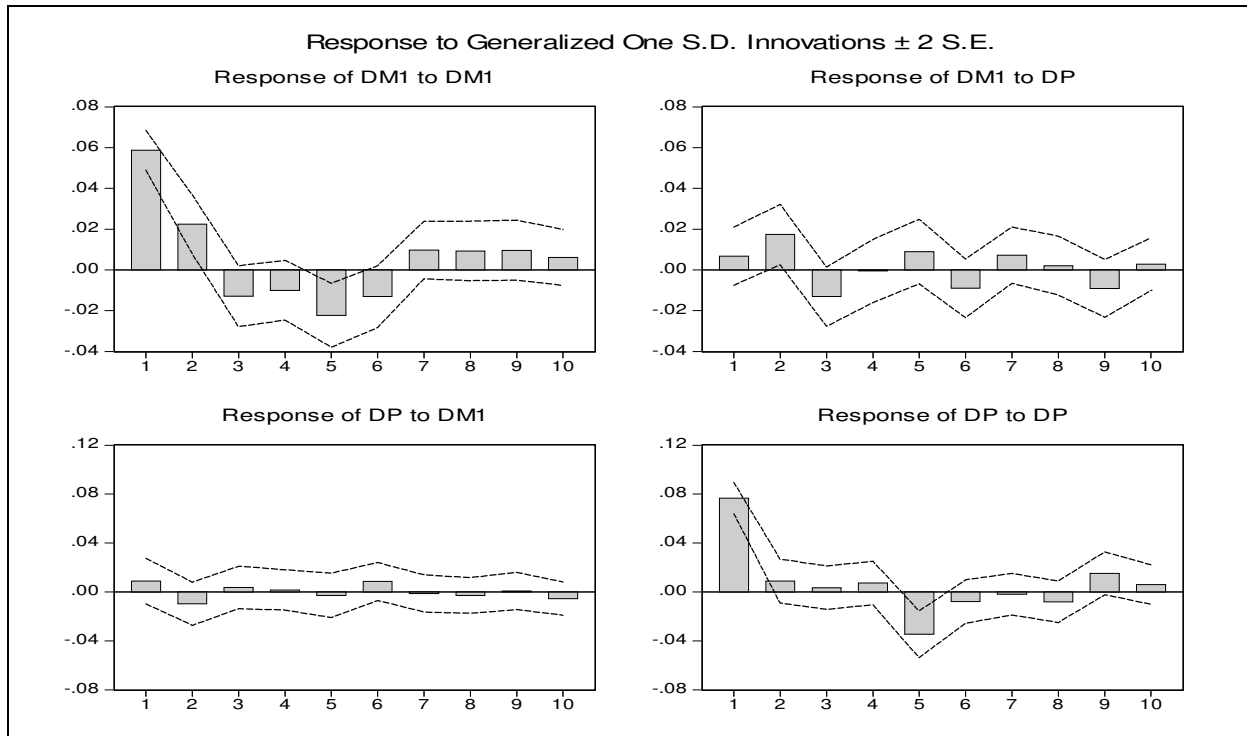 Response to Generalized One S.D. Innovations ± 2 S.E.
Response of DM1 to DM1
.08
.06
.04
.02
.00
-.02
-.04
1 2 3 4 5 6 7 8 9 10
Response of DM1 to DP
.08
.06
.04
.02
.00
-.02
-.04
1 2 3 4 5 6 7 8 9 10
Response of DP to DM1
.12
.08
.04
.00
-.04
-.08
1 2 3 4 5 6 7 8 9 10
Response of DP to DP
.12
.08
.04
.00
-.04
-.08
1 2 3 4 5 6 7 8 9 10